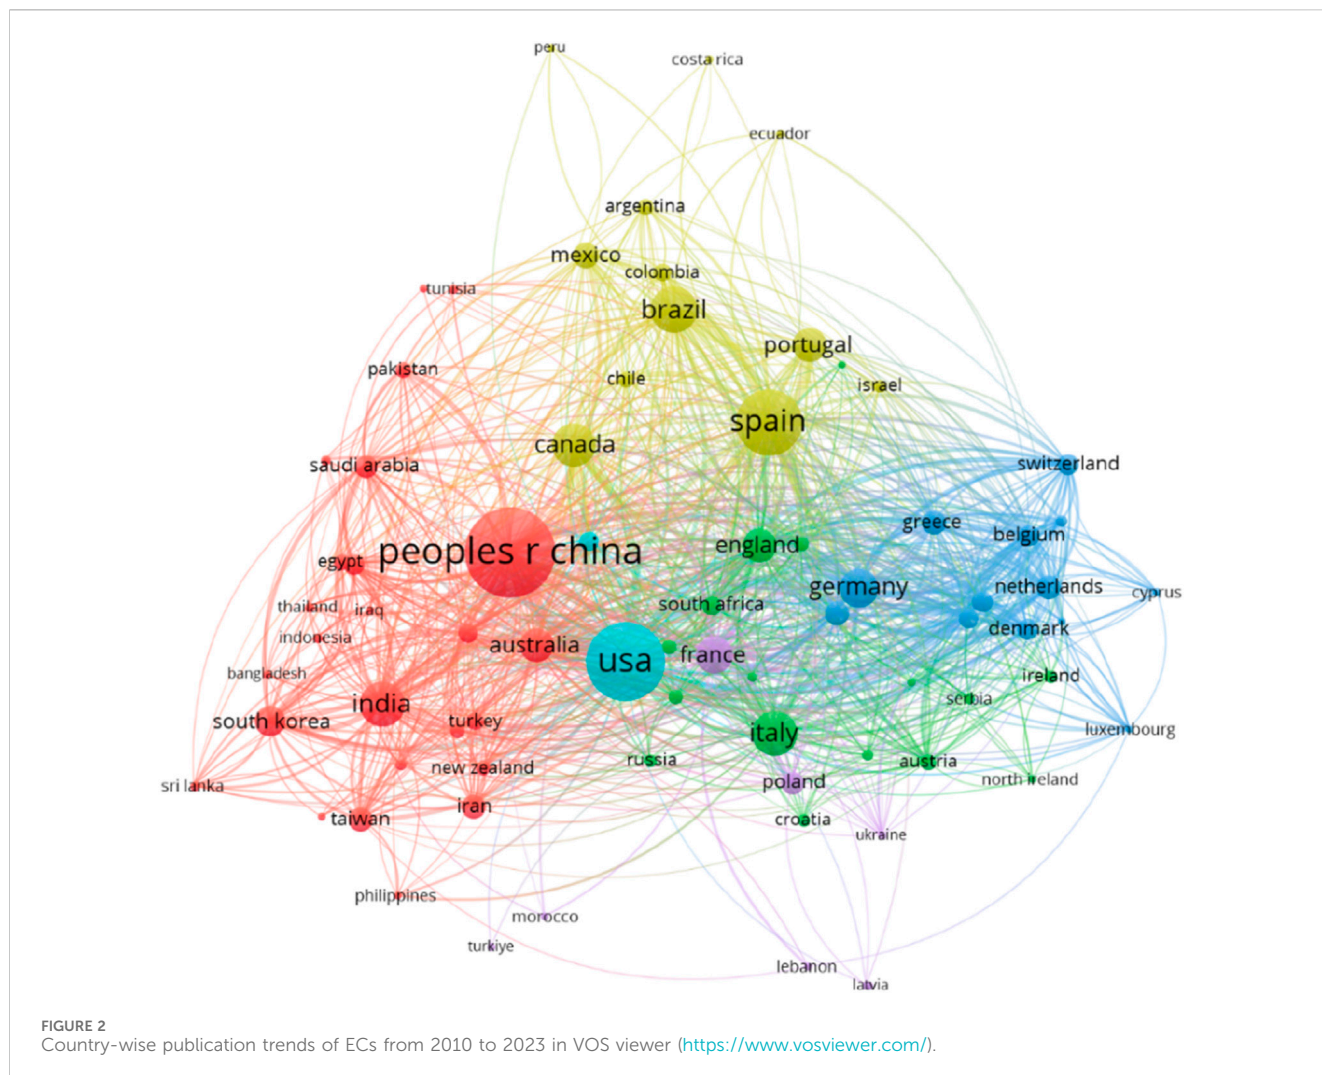 peru
costa rica
ecuador
argentina
mexico
colombia
tunisia
brazil
portugal
pakistan
chile
israel
spain
canada
saudi arabia
switzerland
greece
belgium
peoples r china
england
egypt
germany
netherlands
cyprus
thailand
iraq
south africa
indonesia
denmark
australia
france
usa
bangladesh
ireland
serbia
india
south korea
turkey
italy
luxembourg
russia
austria
new zealand
north ireland
sri lanka
poland
iran
taiwan
croatia
ukraine
philippines
morocco
turkiye
lebanon
latvia
FIGURE 2
Country-wise publication trends of ECs from 2010 to 2023 in VOS viewer (https://www.vosviewer.com/).